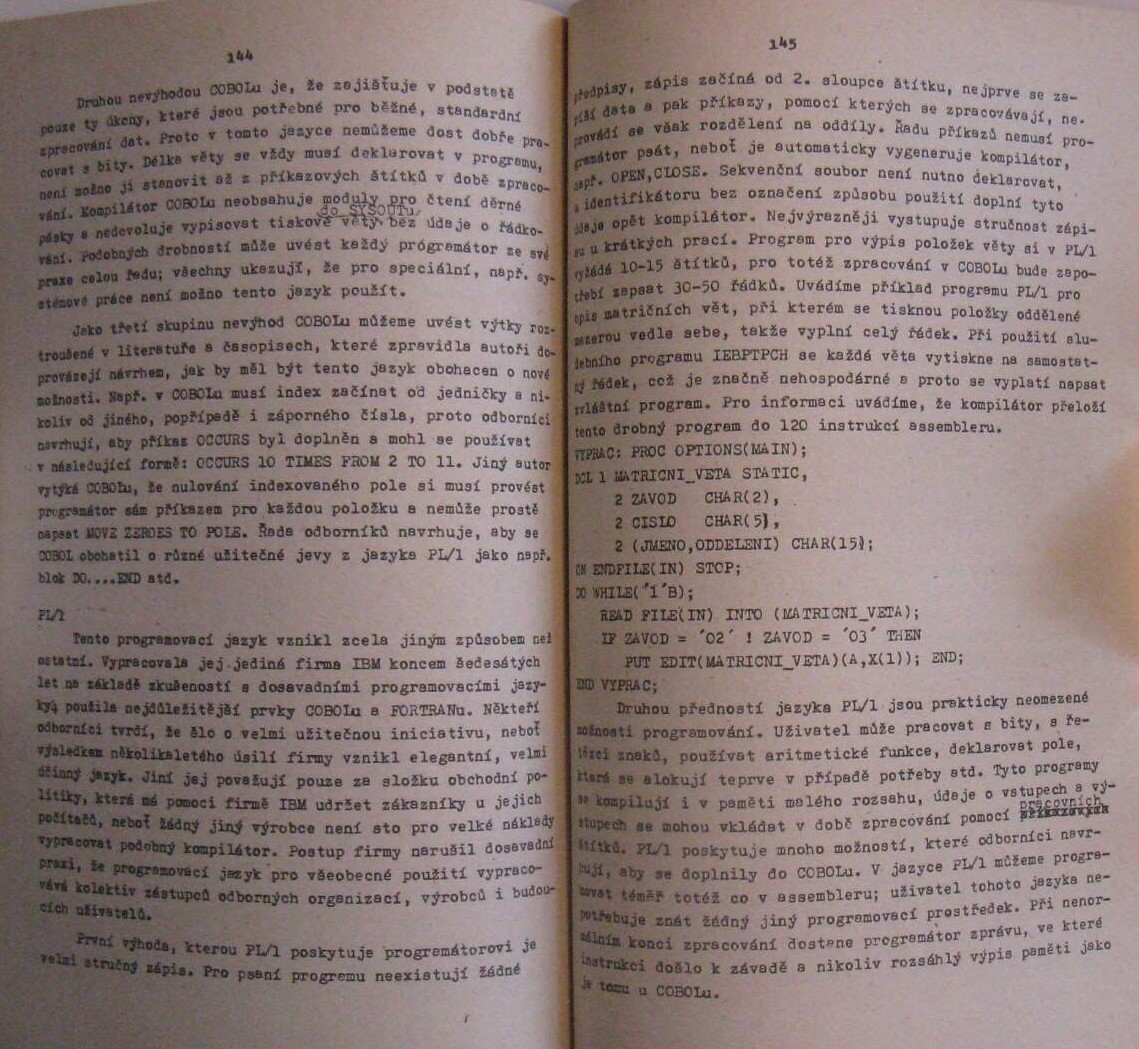 144
Druhou nevýhodou COBOLu je, že zajišťuje v podstatě
pouze ty úkony, které jsou potřebné pro běžné, standardní
zpracování dat. Proto v tomto jazyce nemůžeme dost dobře pra-
covat s bity. Délka věty se vždy musí deklarovat v programu,
není možno ji stanovit až z příkazových štítků v době zpraco-
vání. Kompilátor COBOLu neobsahuje moduly pro čtení děrné
do SYSOUTu
pásky a nedovoluje vypisovat tiskové věty bez údaje o řádko-
vání. Podobných drobností může uvést každý prógramátor ze své
praxe celou řadu; všechny ukazují, že pro speciální, např. sy-
stémové práce není možno tento jazyk použít.
Jako třetí skupinu nevýhod COBOLu můžeme uvést výtky roz-
troušené v literatuře a časopisech, které zpravidla autoři do-
provázejí návrhem, jak by měl být tento jazyk obohacen o nové
možnosti. Např. v COBOLu musí index začínat od jedničky a ni-
koliv od jiného, popřípadě i záporného čísla, proto odborníci
navrhují, aby příkaz OCCURS byl doplněn a mohl se používat
v následující formě: OCCURS 10 TIMES FROM 2 TO 11. Jiný autor
vytýká COBOLu, že nulování indexovaného pole si musí provést
programátor sám příkazem pro každou položku a nemůže prostě
napsat MOVE ZEROES TO POLE. Řada odborníků navrhuje, aby se
COBOL obohatil o různé užitečné jevy z jazyka PL/1 jako např.
blok DO....END atd.
PL/1
Tento programovací jazyk vznikl zcela jiným způsobem než
ostatní. Vypracovala jej jediná firma IBM koncem šedesátých
let na základě zkušeností s dosavadními programovacími jazy-
ky; použila nejdůležitější prvky COBOLu a FORTRANu. Někteří
odborníci tvrdí, že šlo o velmi užitečnou iniciativu, neboť
výsledkem několikaletého úsilí firmy vznikl elegantní, velmi
účinný jazyk. Jiní jej považují pouze za složku obchodní po-
litiky, která má pomoci firmě IBM udržet zákazníky u jejich
počítačů, neboť žádný jiný výrobce není sto pro velké náklady
vypracovat podobný kompilátor. Postup firmy narušil dosavadní
praxi, že programovací jazyk pro všeobecné použití vypraco-
vává kolektiv zástupců odborných organizací, výrobců i budou-
cích uživatelů.
První výhoda, kterou PL/1 poskytuje programátorovi je
velmi stručný zápis. Pro psaní programu neexistují žádné
145
předpisy, zápis začíná od 2. sloupce štítku, nejprve se za-
píší data a pak příkazy, pomocí kterých se zpracovávají, ne-
provádí se však rozdělení na oddíly. Řadu příkazů nemusí pro-
gramátor psát, neboť je automaticky vygeneruje kompilátor,
např. OPEN,CLOSE. Sekvenční soubor není nutno deklarovat,
u identifikátoru bez označení způsobu použití doplní tyto
údaje opět kompilátor. Nejvýrazněji vystupuje stručnost zápi-
su u krátkých prací. Program pro výpis položek věty si v PL/1
vyžádá 10-15 štítků, pro totéž zpracování v COBOLu bude zapo-
třebí zapsat 30-50 řádků. Uvádíme příklad programu PL/1 pro
opis matričních vět, při kterém se tisknou položky oddělené
mezerou vedle sebe, takže vyplní celý řádek. Při použití slu-
žebního programu IEBPTPCH se každá věta vytiskne na samostat-
ný řádek, což je značně nehospodárné a proto se vyplatí napsat
zvláštní program. Pro informaci uvádíme, že kompilátor přeloží
tento drobný program do 120 instrukcí assembleru.
VYPRAC: PROC OPTIONS(MAIN);
DCL 1 MATRICNI_VETA STATIC,
2 ZAVOD CHAR(2),
2 CISLO CHAR(5),
2 (JMENO,ODDELENI) CHAR(15);
ON ENDFILE(IN) STOP;
DO WHILE('1'B);
READ FILE(IN) INTO (MATRICNI_VETA);
IF ZAVOD = '02' ! ZAVOD = '03' THEN
PUT EDIT(MATRICNI_VETA)(A,X(1)); END;
END VYPRAC;
Druhou předností jazyka PL/1 jsou prakticky neomezené
možnosti programování. Uživatel může pracovat s bity, s ře-
tězci znaků, používat aritmetické funkce, deklarovat pole,
která se alokují teprve v případě potřeby atd. Tyto programy
se kompilují i v paměti malého rozsahu, údaje o vstupech a vý-
pracovních
stupech se mohou vkládat v době zpracování pomocí příkazových
štítků. PL/1 poskytuje mnoho možností, které odborníci navr-
hují, aby se doplnily do COBOLu. V jazyce PL/1 můžeme progra-
movat téměř totéž co v assembleru; uživatel tohoto jazyka ne-
potřebuje znát žádný jiný programovací prostředek. Při nenor-
málním konci zpracování dostane programátor zprávu, ve které
instrukci došlo k závadě a nikoliv rozsáhlý výpis paměti jako
je tomu u COBOLu.